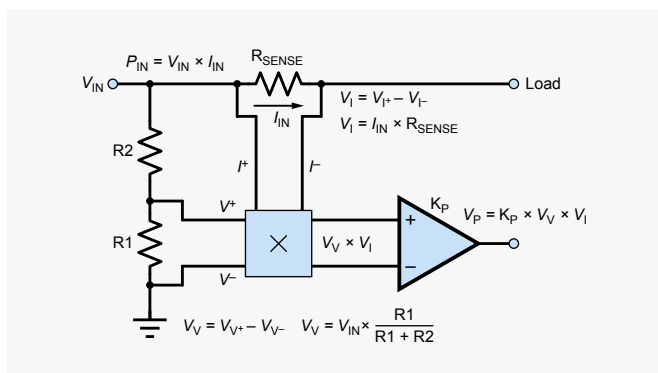 P_IN = V_IN × I_IN
R_SENSE
V_IN
Load
I_IN
V_I = V_I+ – V_I–
V_I = I_IN × R_SENSE
R2
I⁺
I⁻
V⁺
K_P
V_P = K_P × V_V × V_I
R1
×
V_V × V_I
+
–
V⁻
V_V = V_V+ – V_V– V_V = V_IN × R1 / R1 + R2